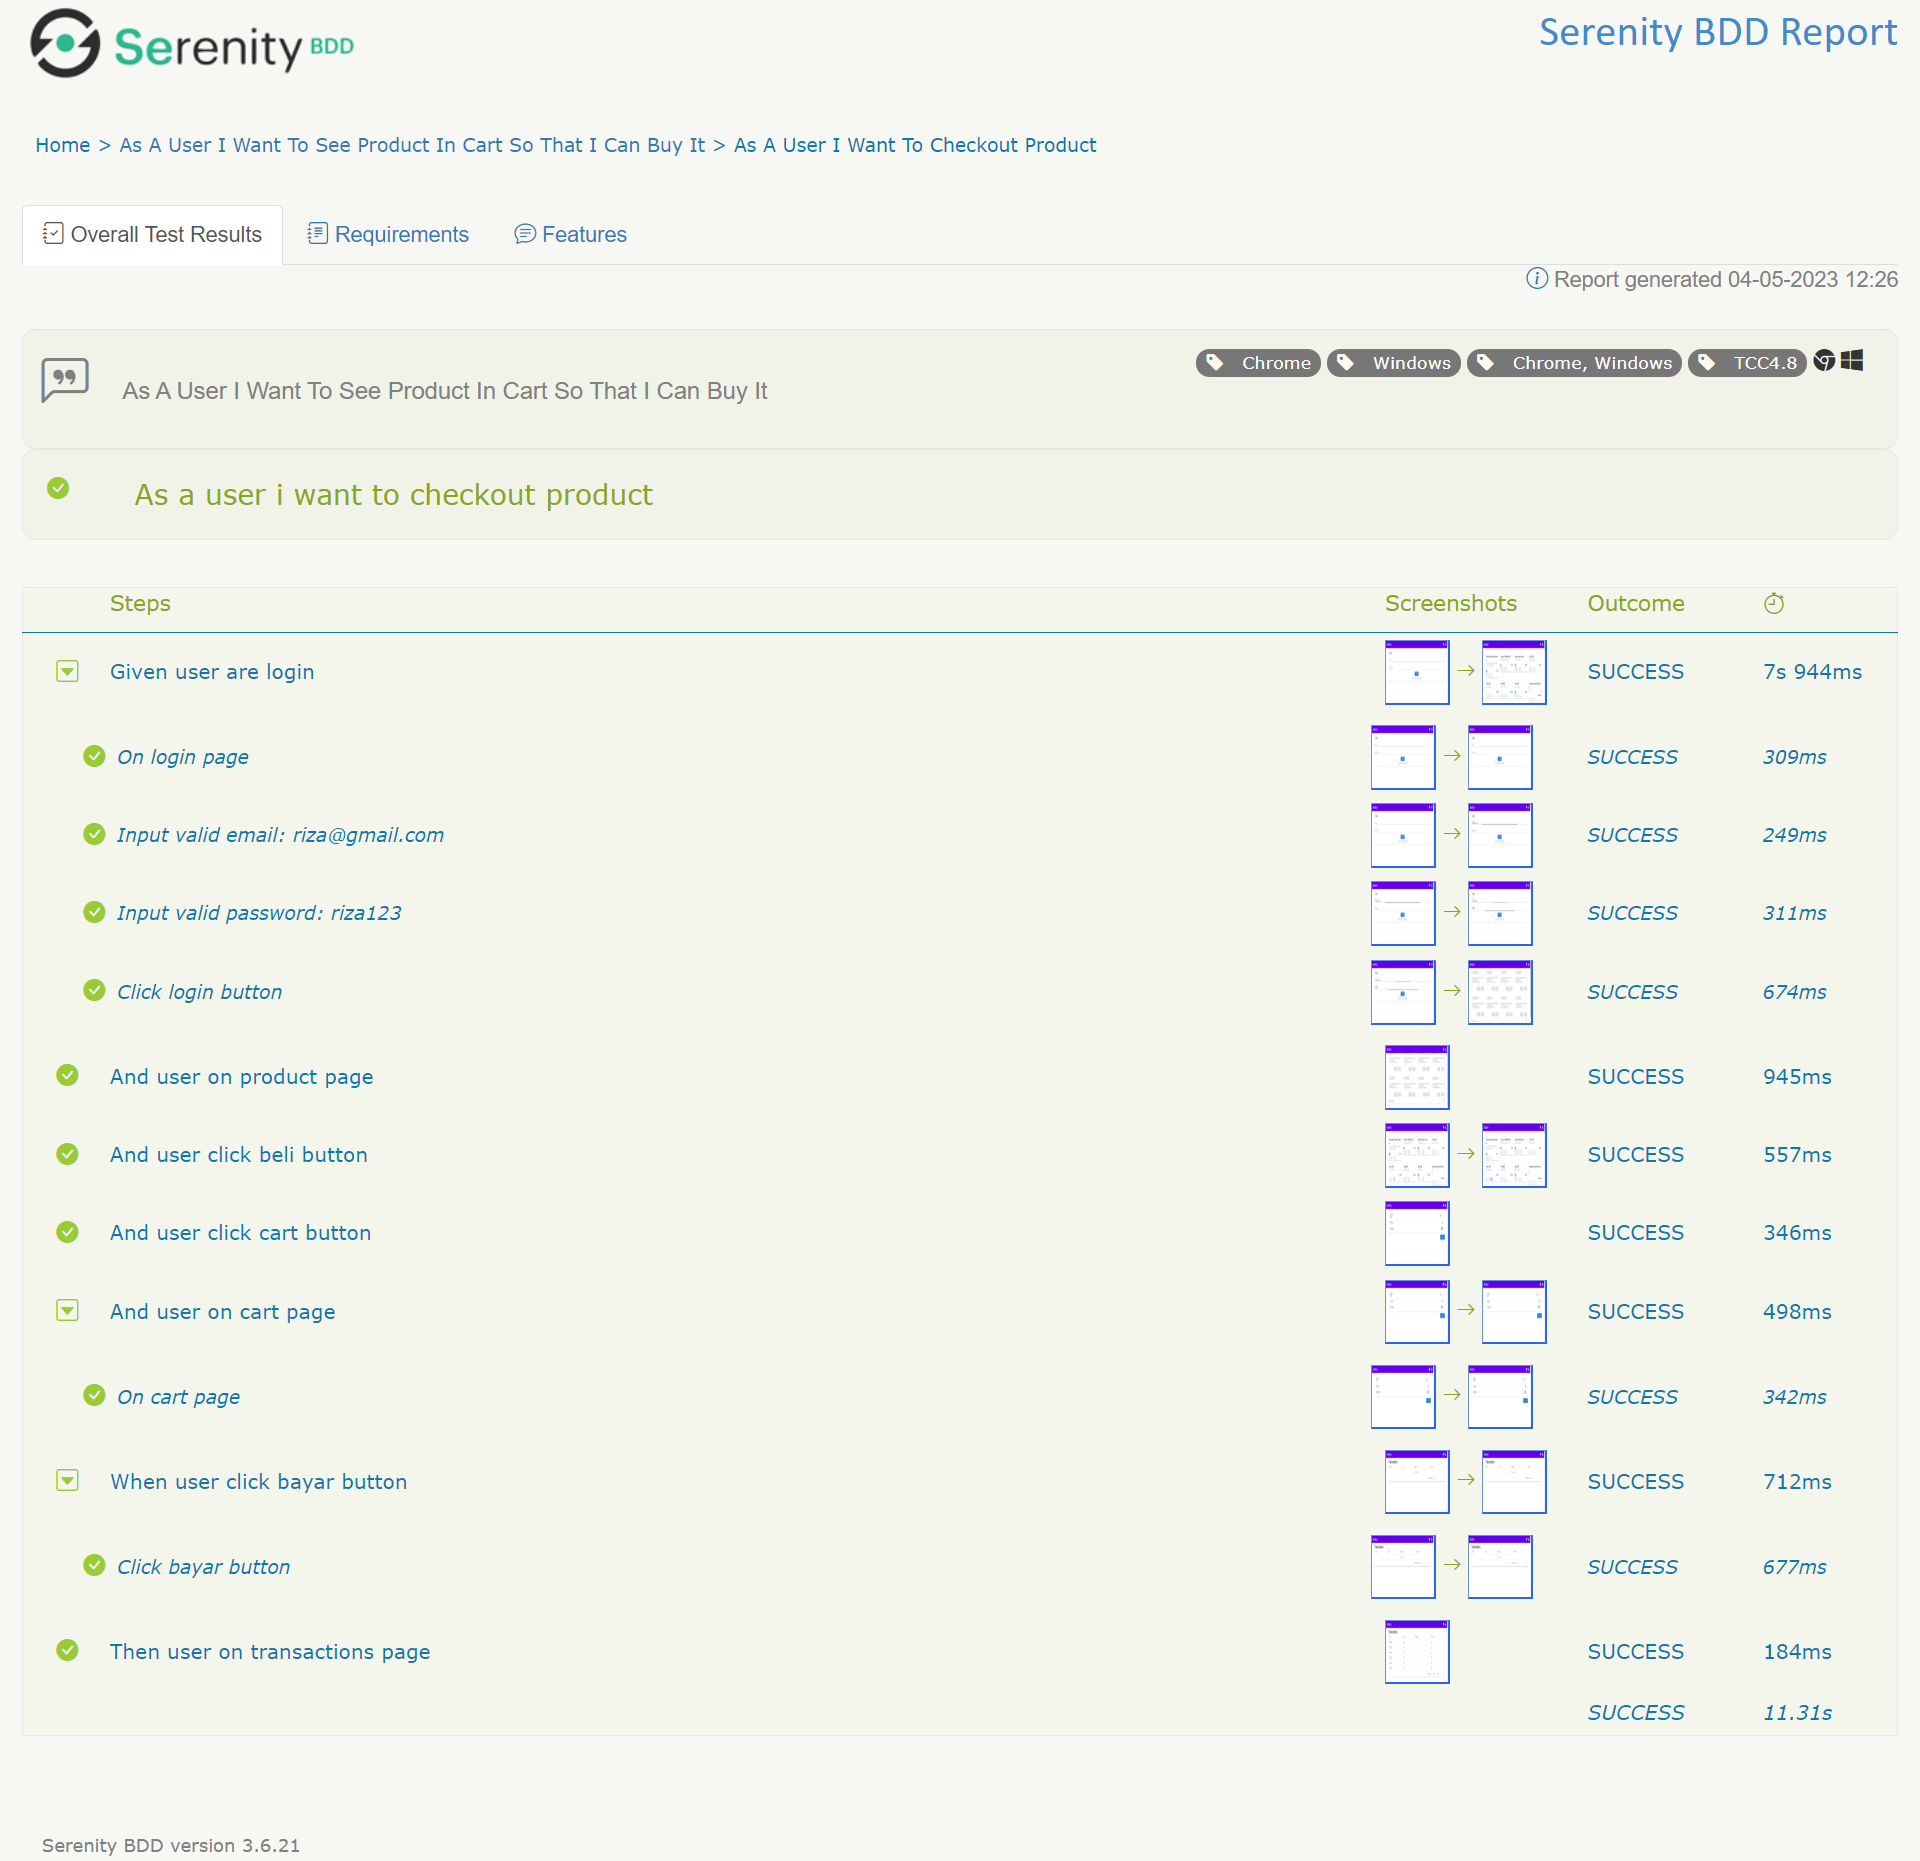 Serenity BDD
Serenity BDD Report
Home > As A User I Want To See Product In Cart So That I Can Buy It > As A User I Want To Checkout Product
Overall Test Results
Requirements
Features
Report generated 04-05-2023 12:26
Chrome
Windows
Chrome, Windows
TCC4.8
As A User I Want To See Product In Cart So That I Can Buy It
As a user i want to checkout product
Steps Screenshots Outcome
Given user are login SUCCESS 7s 944ms
On login page SUCCESS 309ms
Input valid email: riza@gmail.com SUCCESS 249ms
Input valid password: riza123 SUCCESS 311ms
Click login button SUCCESS 674ms
And user on product page SUCCESS 945ms
And user click beli button SUCCESS 557ms
And user click cart button SUCCESS 346ms
And user on cart page SUCCESS 498ms
On cart page SUCCESS 342ms
When user click bayar button SUCCESS 712ms
Click bayar button SUCCESS 677ms
Then user on transactions page SUCCESS 184ms
SUCCESS 11.31s
Serenity BDD version 3.6.21